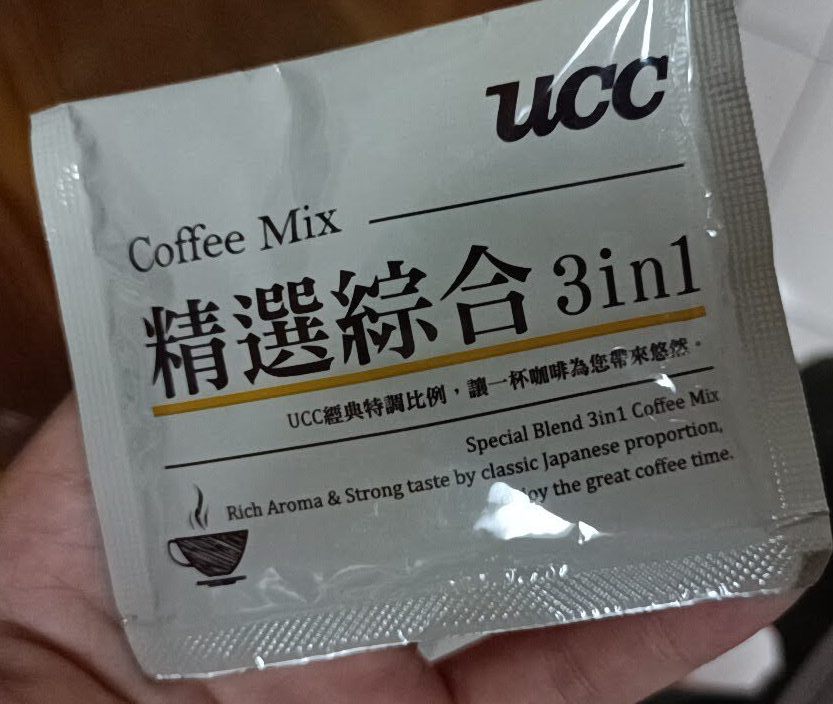 ucc
Coffee Mix
精選綜合 3in1
UCC經典特調比例，讓一杯咖啡為您帶來悠然。
Special Blend 3in1 Coffee Mix
Rich Aroma & Strong taste by classic Japanese proportion,
the great coffee time.